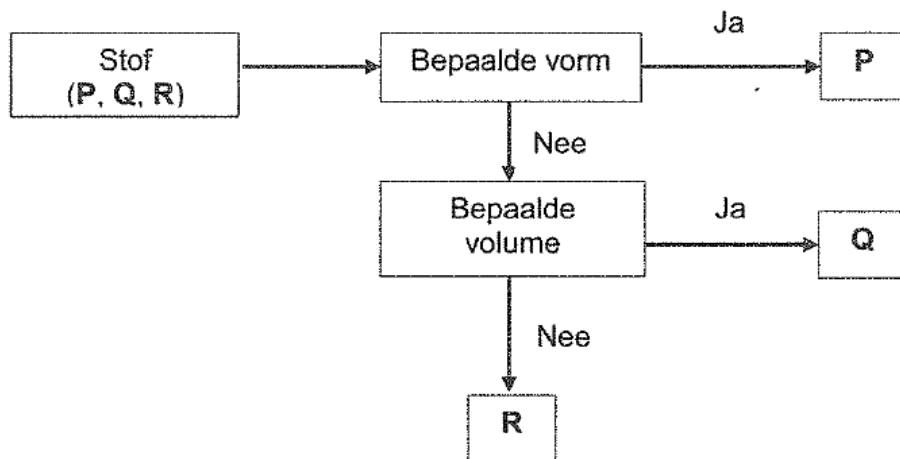 Stof
(P, Q, R)
Bepaalde vorm
Ja
P
Nee
Bepaalde
volume
Ja
Q
Nee
R